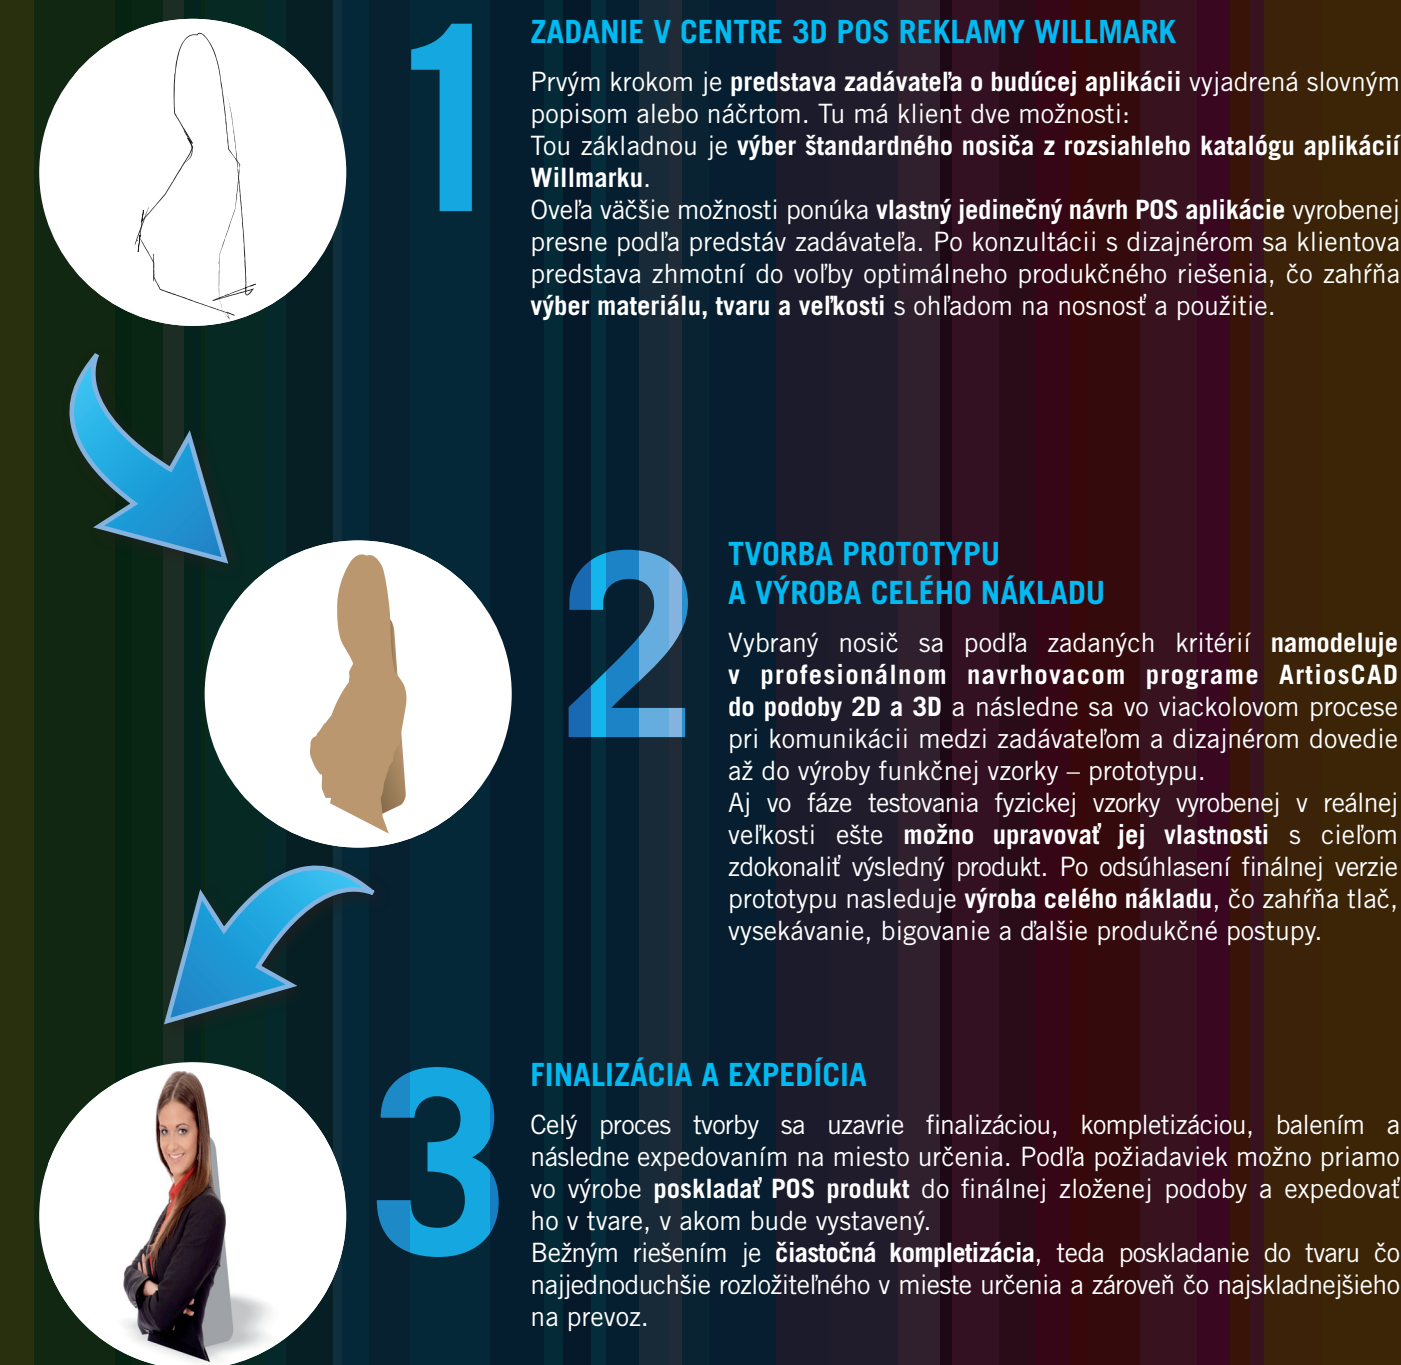 1
ZADANIE V CENTRE 3D POS REKLAMY WILLMARK
Prvým krokom je predstava zadávateľa o budúcej aplikácii vyjadrená slovným
popisom alebo náčrtom. Tu má klient dve možnosti:
Tou základnou je výber štandardného nosiča z rozsiahleho katalógu aplikácií
Willmarku.
Oveľa väčšie možnosti ponúka vlastný jedinečný návrh POS aplikácie vyrobenej
presne podľa predstáv zadávateľa. Po konzultácii s dizajnérom sa klientova
predstava zhmotní do voľby optimálneho produkčného riešenia, čo zahŕňa
výber materiálu, tvaru a veľkosti s ohľadom na nosnosť a použitie.
2
TVORBA PROTOTYPU
A VÝROBA CELÉHO NÁKLADU
Vybraný nosič sa podľa zadaných kritérií namodeluje
v profesionálnom navrhovacom programe ArtiosCAD
do podoby 2D a 3D a následne sa vo viackolovom procese
pri komunikácii medzi zadávateľom a dizajnérom dovedie
až do výroby funkčnej vzorky – prototypu.
Aj vo fáze testovania fyzickej vzorky vyrobenej v reálnej
veľkosti ešte možno upravovať jej vlastnosti s cieľom
zdokonaliť výsledný produkt. Po odsúhlasení finálnej verzie
prototypu nasleduje výroba celého nákladu, čo zahŕňa tlač,
vysekávanie, bigovanie a ďalšie produkčné postupy.
3
FINALIZÁCIA A EXPEDÍCIA
Celý proces tvorby sa uzavrie finalizáciou, kompletizáciou, balením a
následne expedovaním na miesto určenia. Podľa požiadaviek možno priamo
vo výrobe poskladať POS produkt do finálnej zloženej podoby a expedovať
ho v tvare, v akom bude vystavený.
Bežným riešením je čiastočná kompletizácia, teda poskladanie do tvaru čo
najjednoduchšie rozložiteľného v mieste určenia a zároveň čo najskladnejšieho
na prevoz.